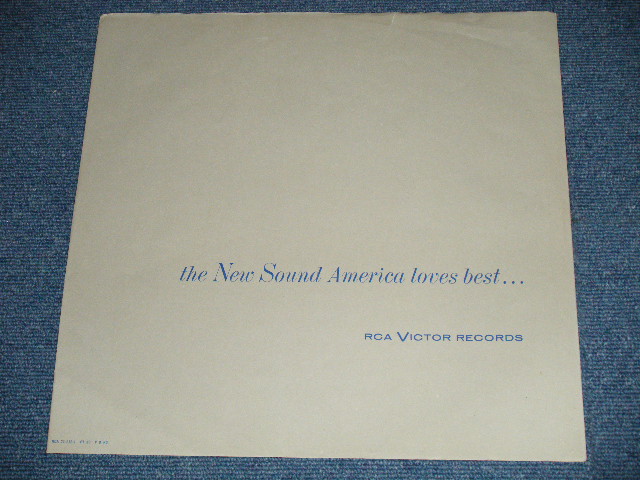 the New Sound America loves best...
RCA VICTOR RECORDS